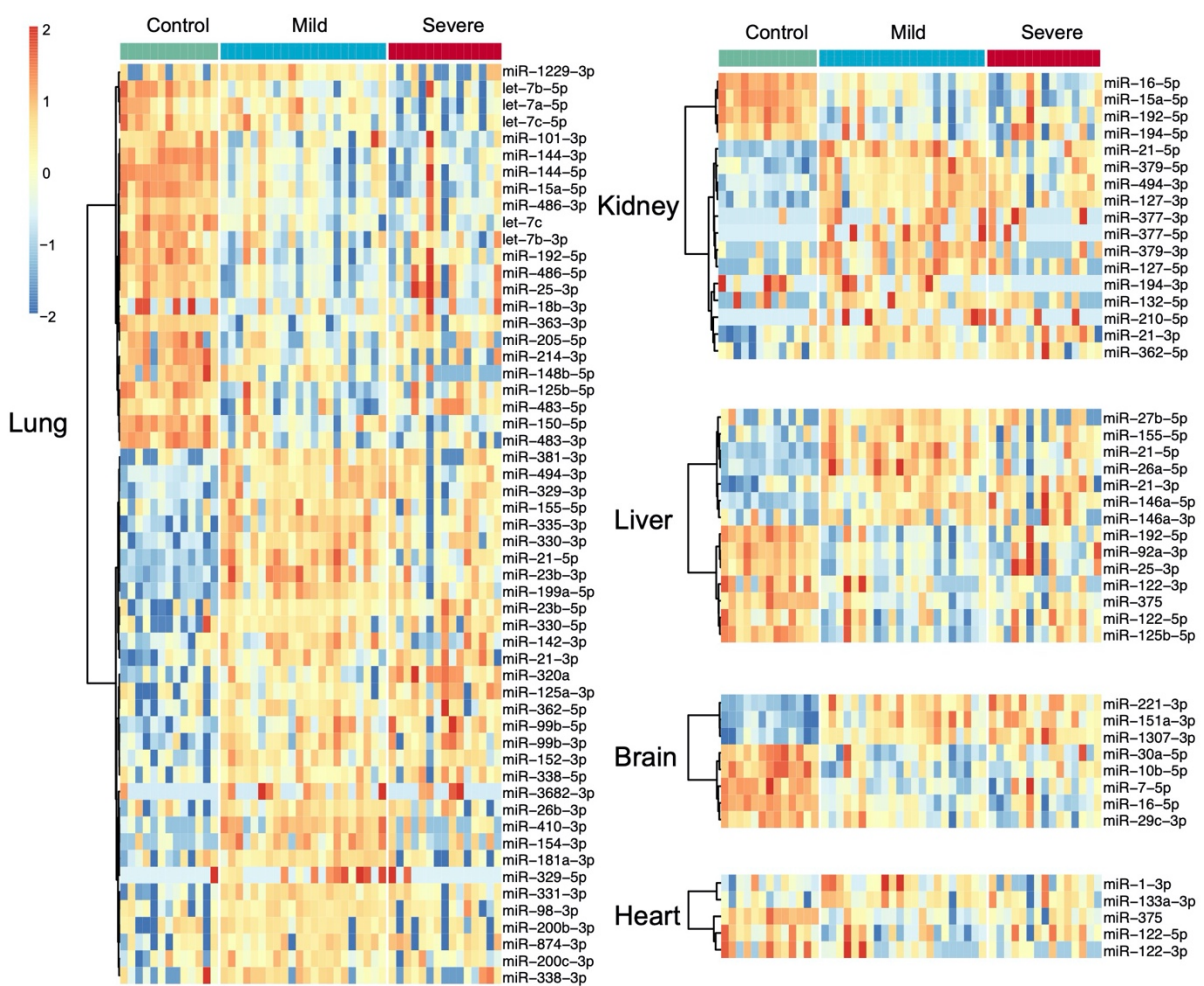 2
1
0
−1
−2
Control Mild Severe
Lung
miR−1229−3p
let−7b−5p
let−7a−5p
let−7c−5p
miR−101−3p
miR−144−3p
miR−144−5p
miR−15a−5p
miR−486−3p
let−7c
let−7b−3p
miR−192−5p
miR−486−5p
miR−25−3p
miR−18b−3p
miR−363−3p
miR−205−5p
miR−214−3p
miR−148b−5p
miR−125b−5p
miR−483−5p
miR−150−5p
miR−483−3p
miR−381−3p
miR−494−3p
miR−329−3p
miR−155−5p
miR−335−3p
miR−330−3p
miR−21−5p
miR−23b−3p
miR−199a−5p
miR−23b−5p
miR−330−5p
miR−142−3p
miR−21−3p
miR−320a
miR−125a−3p
miR−362−5p
miR−99b−5p
miR−99b−3p
miR−152−3p
miR−338−5p
miR−3682−3p
miR−26b−3p
miR−410−3p
miR−154−3p
miR−181a−3p
miR−329−5p
miR−331−3p
miR−98−3p
miR−200b−3p
miR−874−3p
miR−200c−3p
miR−338−3p
Control Mild Severe
Kidney
miR−16−5p
miR−15a−5p
miR−192−5p
miR−194−5p
miR−21−5p
miR−379−5p
miR−494−3p
miR−127−3p
miR−377−3p
miR−377−5p
miR−379−3p
miR−127−5p
miR−194−3p
miR−132−5p
miR−210−5p
miR−21−3p
miR−362−5p
Liver
miR−27b−5p
miR−155−5p
miR−21−5p
miR−26a−5p
miR−21−3p
miR−146a−5p
miR−146a−3p
miR−192−5p
miR−92a−3p
miR−25−3p
miR−122−3p
miR−375
miR−122−5p
miR−125b−5p
Brain
miR−221−3p
miR−151a−3p
miR−1307−3p
miR−30a−5p
miR−10b−5p
miR−7−5p
miR−16−5p
miR−29c−3p
Heart
miR−1−3p
miR−133a−3p
miR−375
miR−122−5p
miR−122−3p